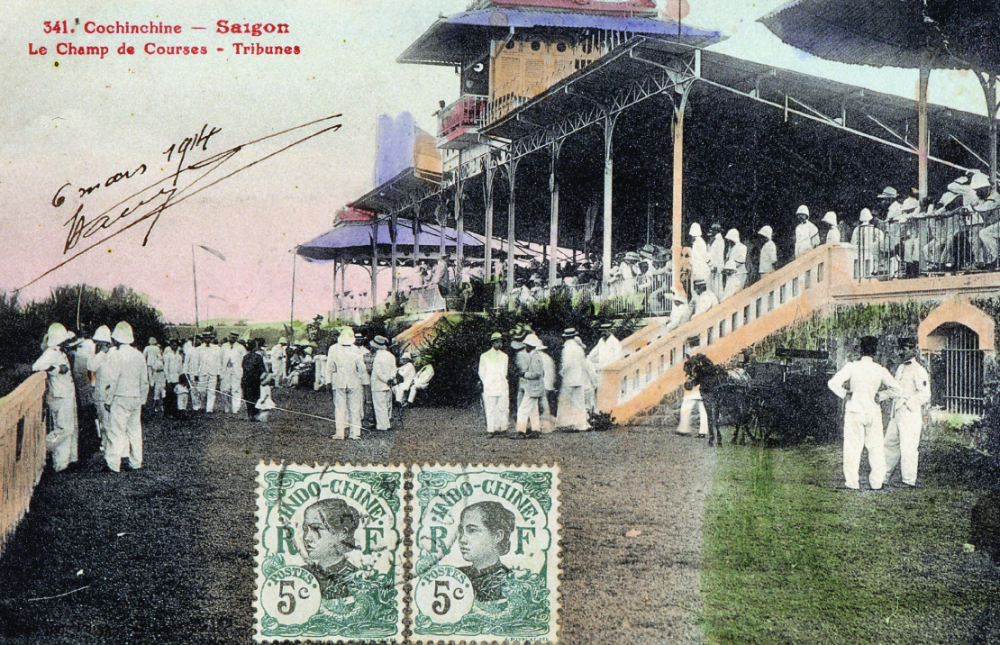 341. Cochinchine — Saigon
Le Champ de Courses - Tribunes
6 mars 1914
INDO-CHINE
R F
POSTES
5c
INDO-CHINE
R F
POSTES
5c